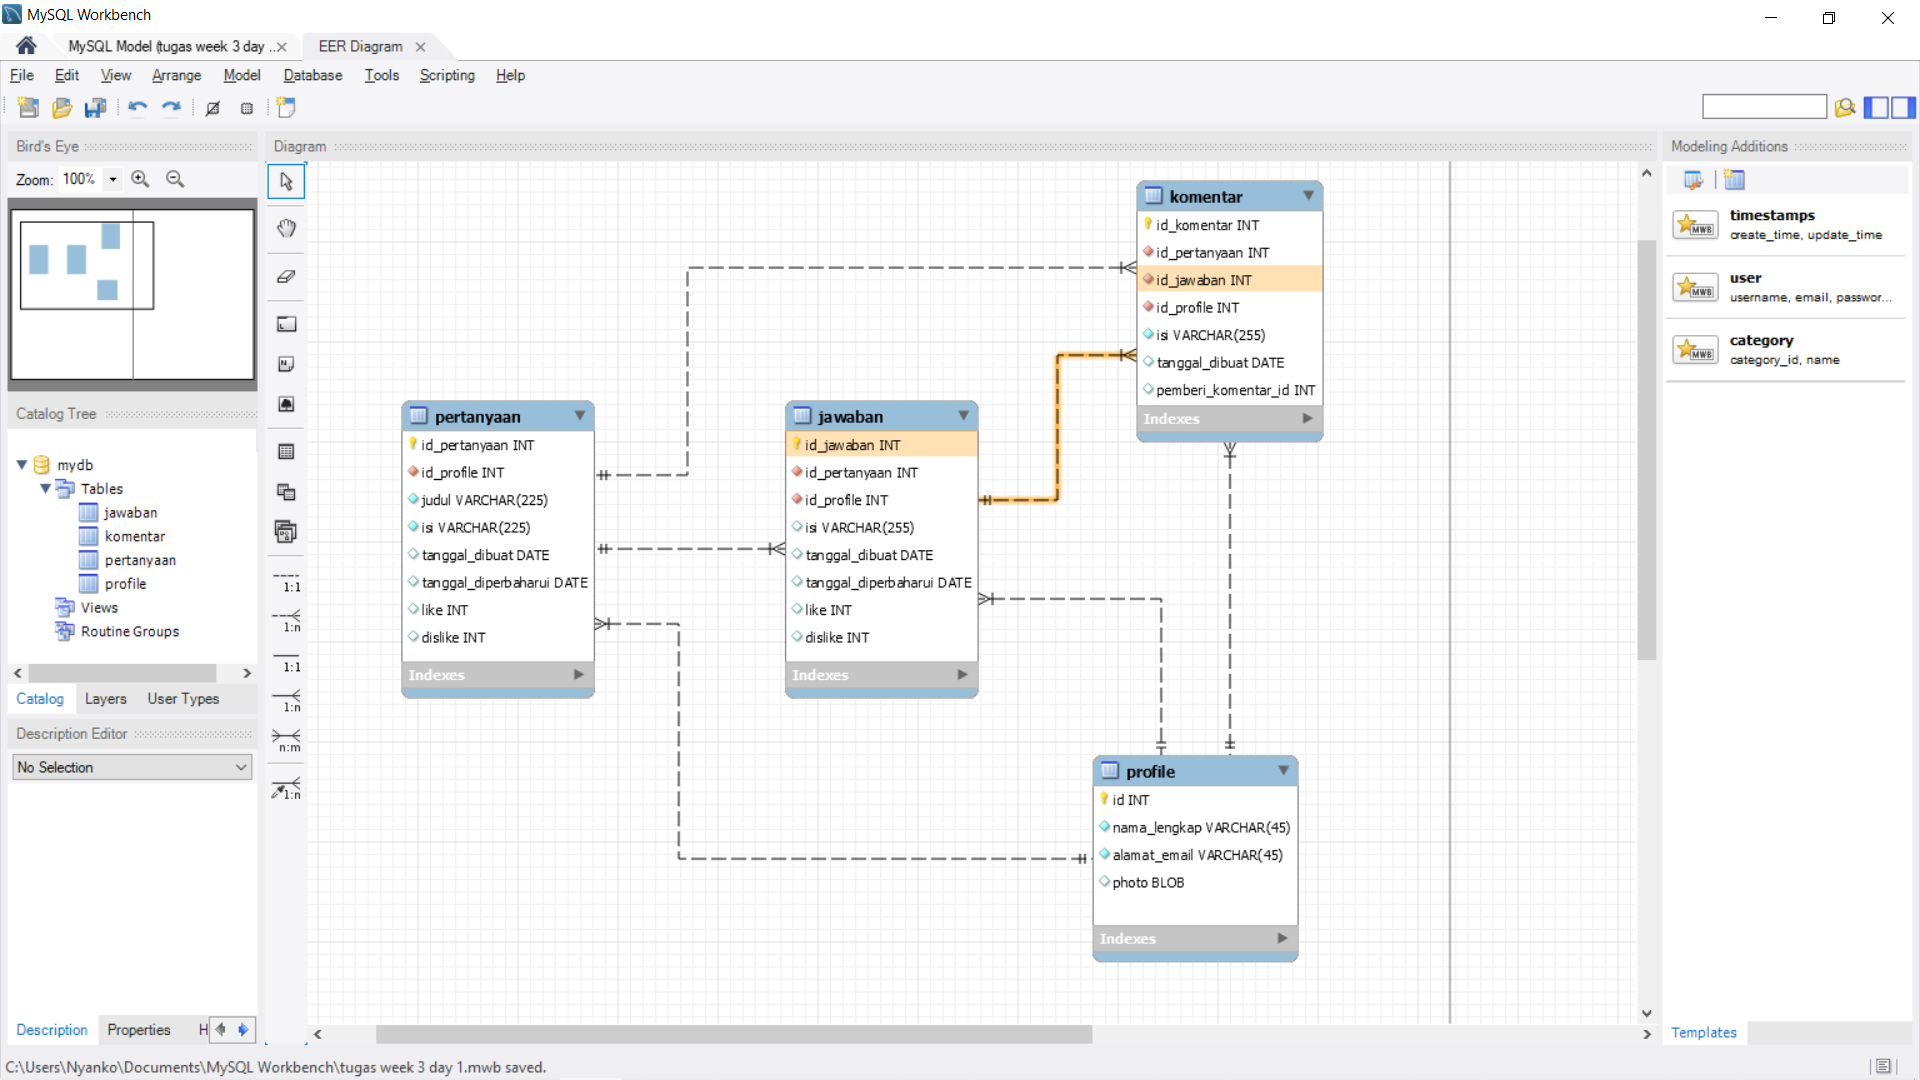 MySQL Workbench
MySQL Model (tugas week 3 day ...
EER Diagram
File Edit View Arrange Model Database Tools Scripting Help
Bird's Eye
Zoom: 100%
Catalog Tree
mydb
Tables
jawaban
komentar
pertanyaan
profile
Views
Routine Groups
Catalog Layers User Types
Description Editor
No Selection
Description Properties H
Diagram
1:1
1:n
1:1
1:n
n:m
1:n
komentar
id_komentar INT
id_pertanyaan INT
id_jawaban INT
id_profile INT
isi VARCHAR(255)
tanggal_dibuat DATE
pemberi_komentar_id INT
Indexes
pertanyaan
id_pertanyaan INT
id_profile INT
judul VARCHAR(225)
isi VARCHAR(225)
tanggal_dibuat DATE
tanggal_diperbaharui DATE
like INT
dislike INT
Indexes
jawaban
id_jawaban INT
id_pertanyaan INT
id_profile INT
isi VARCHAR(255)
tanggal_dibuat DATE
tanggal_diperbaharui DATE
like INT
dislike INT
Indexes
profile
id INT
nama_lengkap VARCHAR(45)
alamat_email VARCHAR(45)
photo BLOB
Indexes
Modeling Additions
MWB
timestamps
create_time, update_time
MWB
user
username, email, passwor...
MWB
category
category_id, name
Templates
C:\Users\Nyanko\Documents\MySQL Workbench\tugas week 3 day 1.mwb saved.